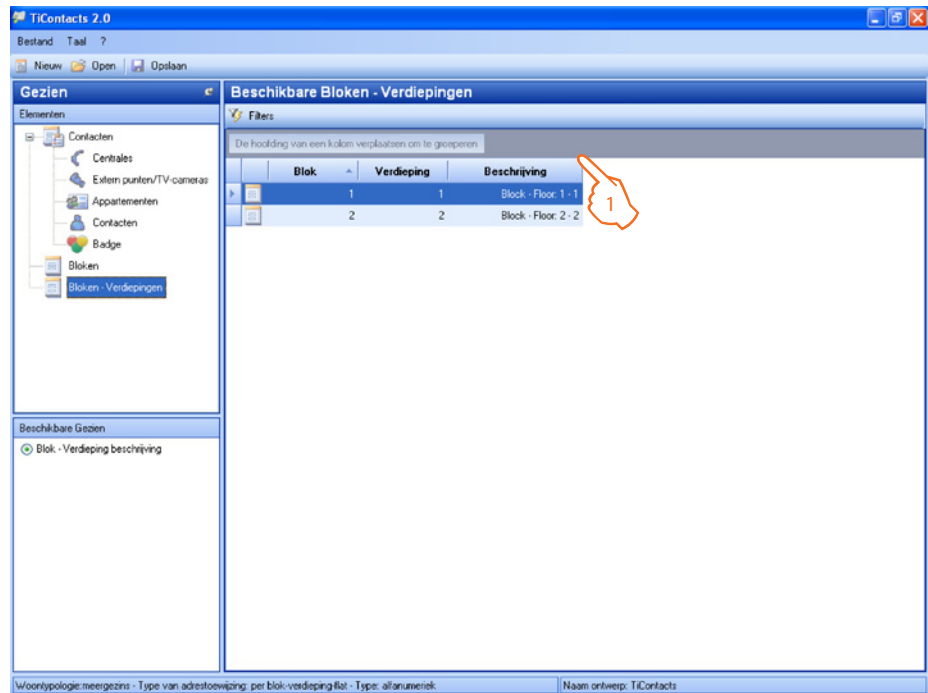 TiContacts 2.0
Bestand Taal ?
Nieuw Open Opslaan
Gezien
Elementen
Contacten
Centrales
Extern punten/TV-cameras
Appartementen
Contacten
Badge
Bloken
Bloken - Verdiepingen
Beschikbare Gezien
Blok - Verdieping beschrijving
Beschikbare Bloken - Verdiepingen
Filters
De hoofding van een kolom verplaatsen om te groeperen
Blok Verdieping Beschrijving
1 1 Block - Floor: 1 - 1
2 2 Block - Floor: 2 - 2
1
Woontypologie:meergezins - Type van adrestoewijzing: per blok-verdieping-flat - Type: alfanumeriek
Naam ontwerp: TiContacts